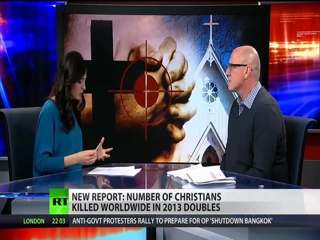 RT
NEW REPORT: NUMBER OF CHRISTIANS
KILLED WORLDWIDE IN 2013 DOUBLES
LONDON 22:03 ANTI-GOVT PROTESTERS RALLY TO PREPARE FOR OP 'SHUTDOWN BANGKOK'